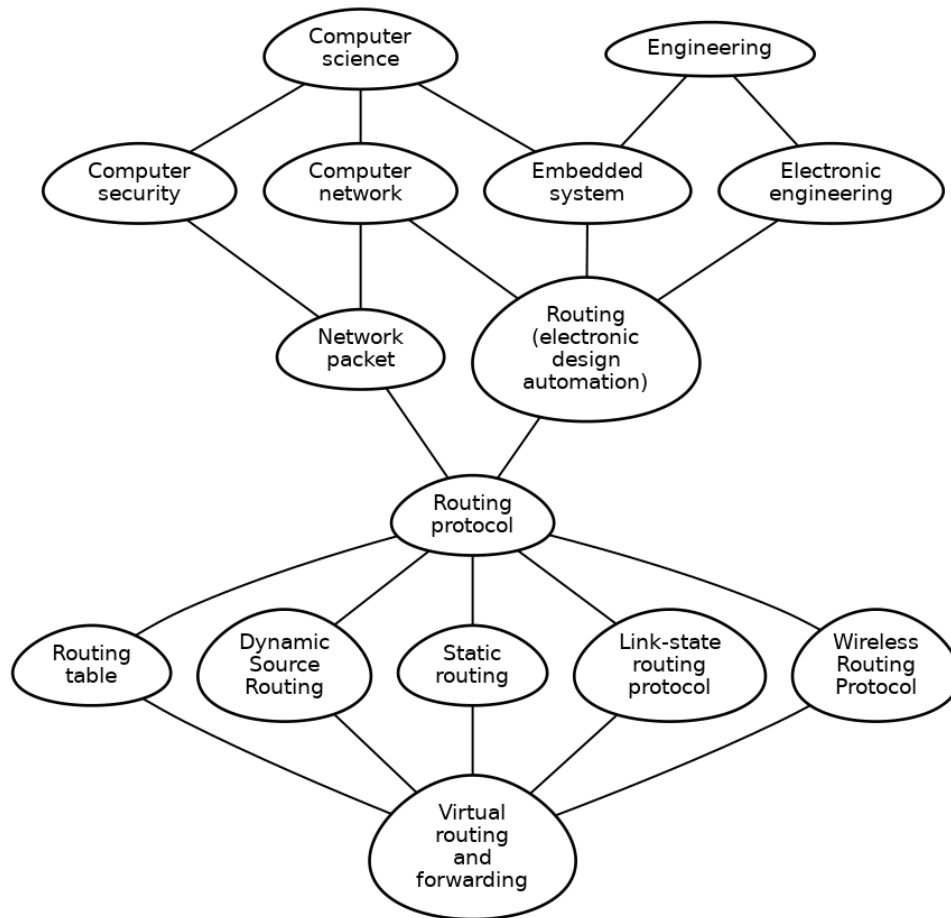 Computer
science
Engineering
Computer
security
Computer
network
Embedded
system
Electronic
engineering
Network
packet
Routing
(electronic
design
automation)
Routing
protocol
Routing
table
Dynamic
Source
Routing
Static
routing
Link-state
routing
protocol
Wireless
Routing
Protocol
Virtual
routing
and
forwarding